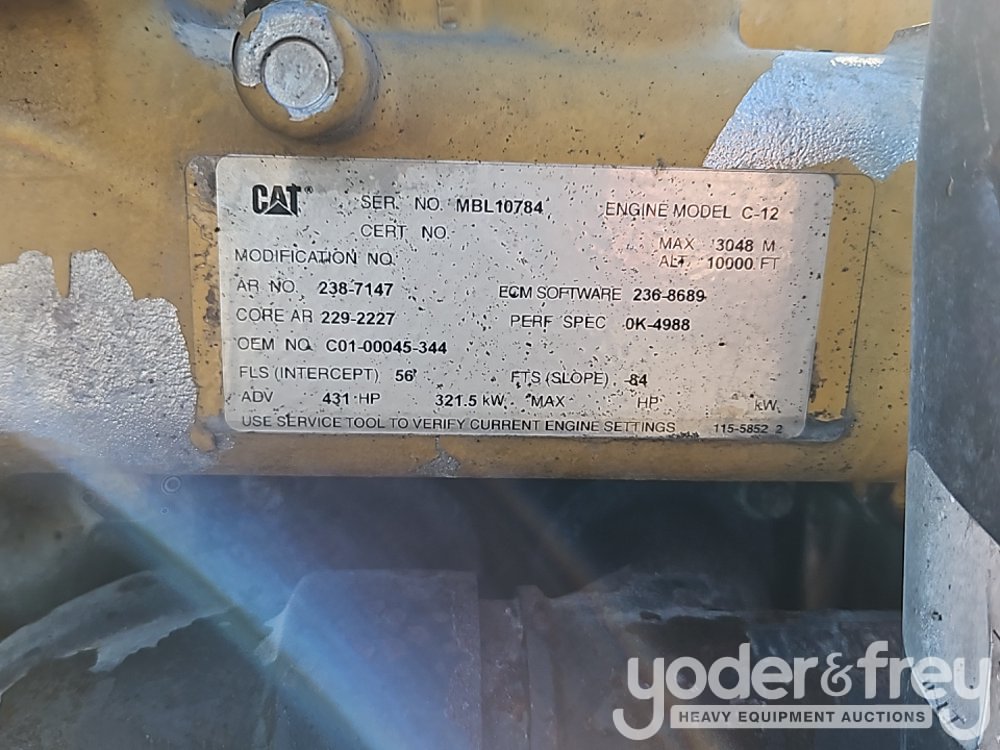 CAT® SER. NO. MBL10784 ENGINE MODEL C-12
CERT NO. MAX 3048 M
MODIFICATION NO. ALT. 10000 FT
AR NO. 238-7147 ECM SOFTWARE 236-8689
CORE AR 229-2227 PERF SPEC 0K-4988
OEM NO. C01-00045-344
FLS (INTERCEPT) 56 FTS (SLOPE) -84
ADV 431 HP 321.5 kW MAX HP kW
USE SERVICE TOOL TO VERIFY CURRENT ENGINE SETTINGS 115-5852 2
yoder&frey
HEAVY EQUIPMENT AUCTIONS